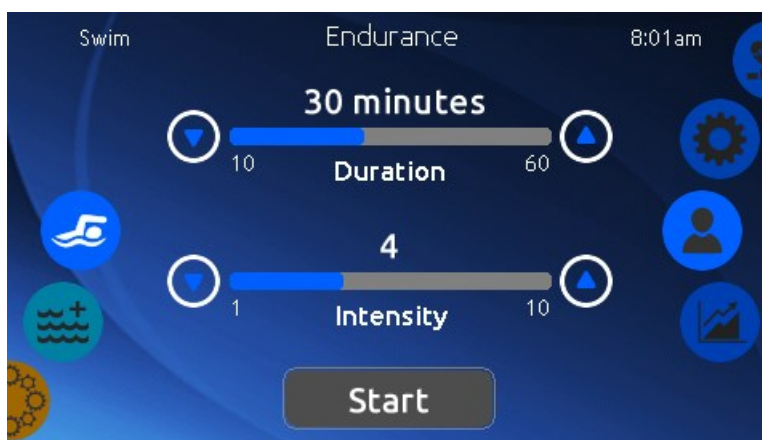 Swim Endurance 8:01am
30 minutes
10 60
Duration
4
1 10
Intensity
Start